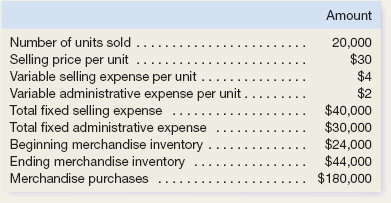 Amount
Number of units sold ........................ 20,000
Selling price per unit ........................ $30
Variable selling expense per unit ............... $4
Variable administrative expense per unit ......... $2
Total fixed selling expense .................... $40,000
Total fixed administrative expense ............. $30,000
Beginning merchandise inventory .............. $24,000
Ending merchandise inventory ................ $44,000
Merchandise purchases ...................... $180,000